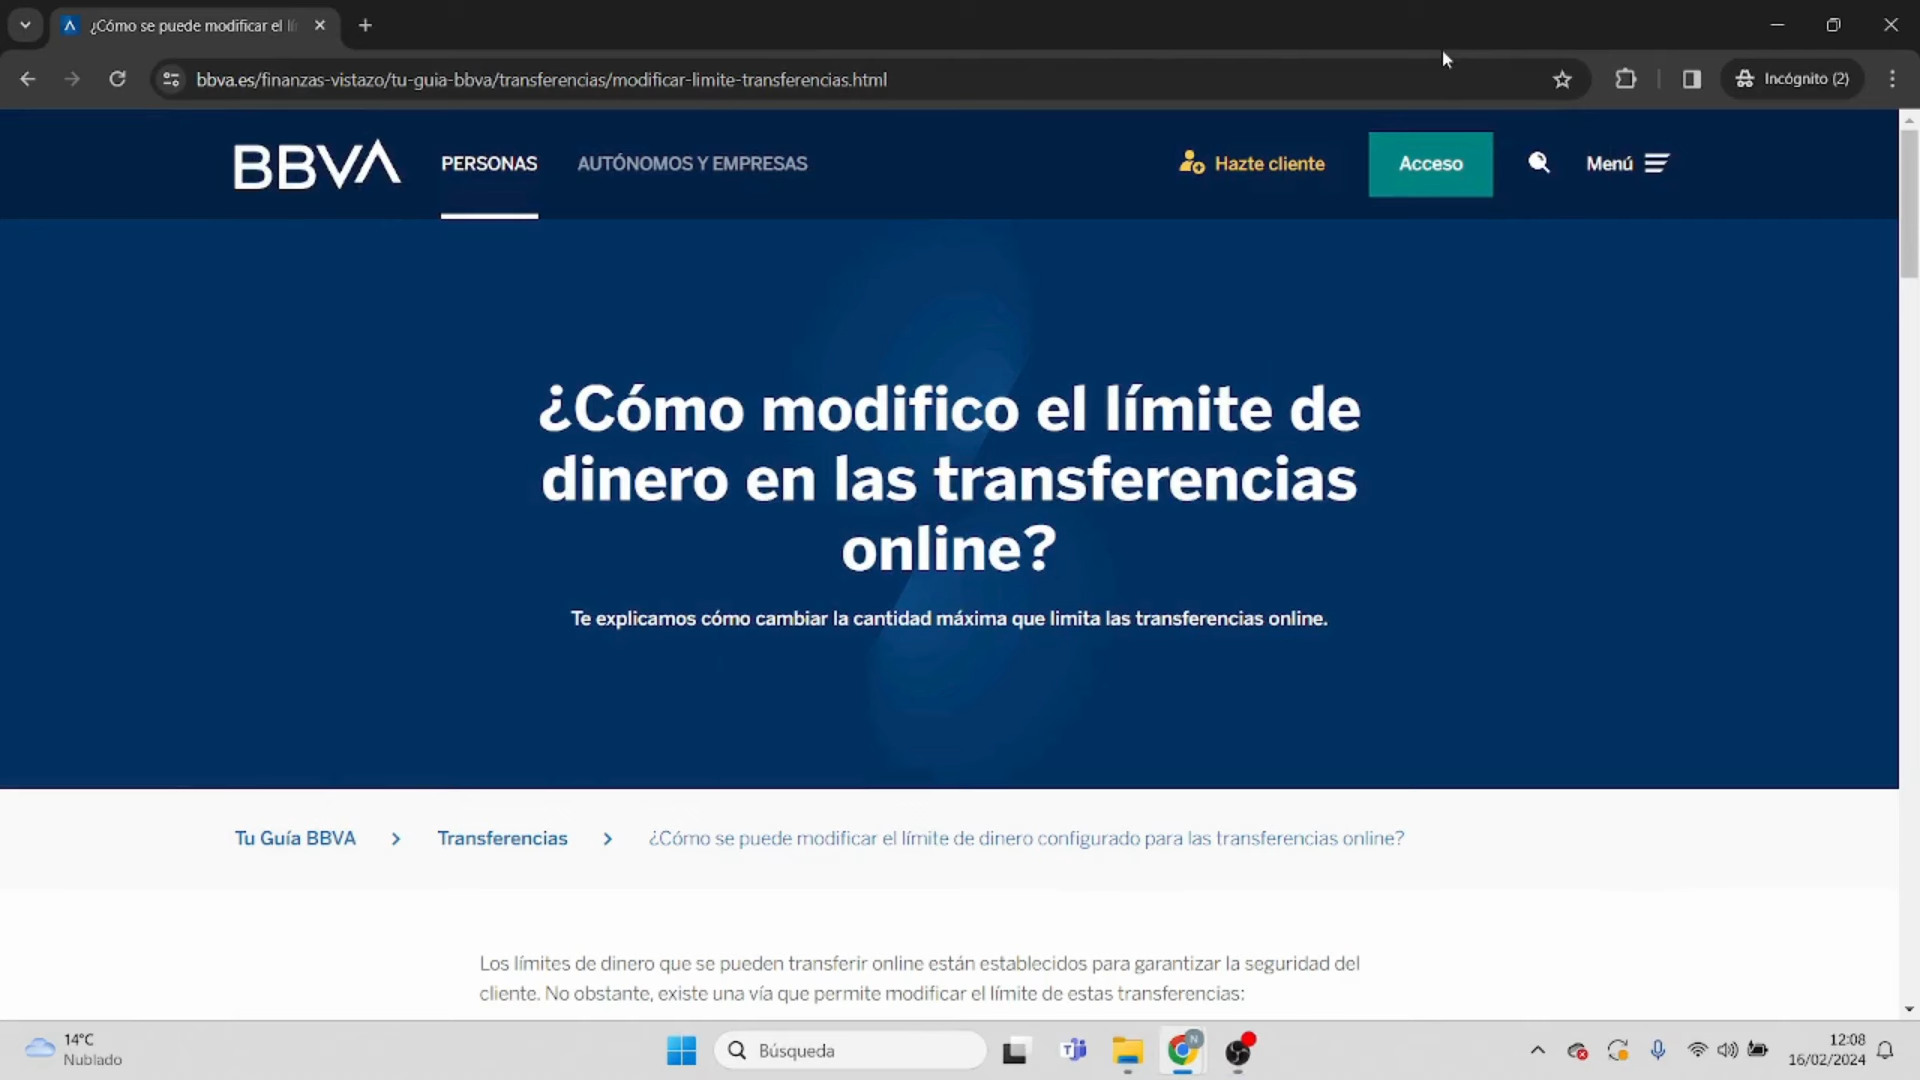 ¿Cómo se puede modificar el lí
bbva.es/finanzas-vistazo/tu-guia-bbva/transferencias/modificar-limite-transferencias.html
Incógnito (2)
BBVA
PERSONAS
AUTÓNOMOS Y EMPRESAS
Hazte cliente
Acceso
Menú
¿Cómo modifico el límite de
dinero en las transferencias
online?
Te explicamos cómo cambiar la cantidad máxima que limita las transferencias online.
Tu Guía BBVA
Transferencias
¿Cómo se puede modificar el límite de dinero configurado para las transferencias online?
Los límites de dinero que se pueden transferir online están establecidos para garantizar la seguridad del
cliente. No obstante, existe una vía que permite modificar el límite de estas transferencias:
14°C
Nublado
Búsqueda
N
12:08
16/02/2024